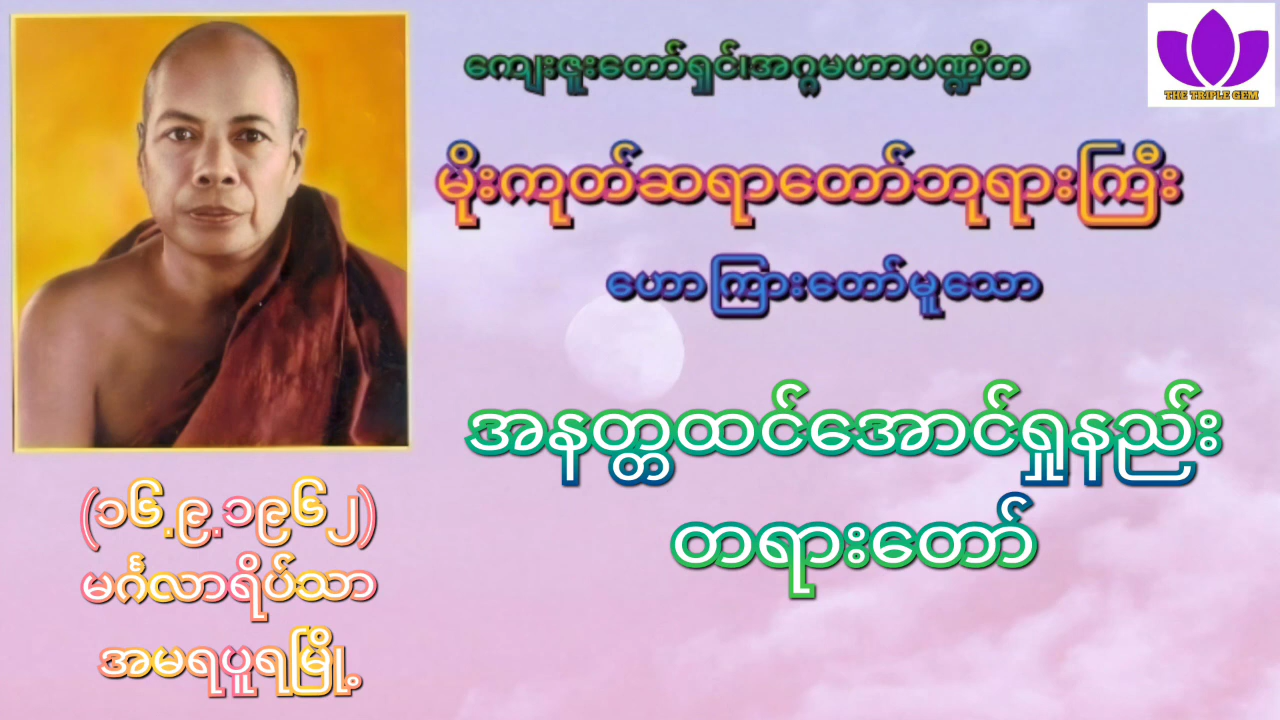 ကျေးဇူးတော်ရှင်၊အဂ္ဂမဟာပဏ္ဍိတ
THE TRIPLE GEM
မိုးကုတ်ဆရာတော်ဘုရားကြီး
ဟောကြားတော်မူသော
အနတ္တထင်အောင်ရှုနည်း
တရားတော်
(၁၆.၉.၁၉၆၂)
မင်္ဂလာရိပ်သာ
အမရပူရမြို့